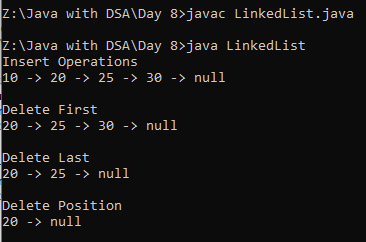 Z:\Java with DSA\Day 8>javac LinkedList.java
Z:\Java with DSA\Day 8>java LinkedList
Insert Operations
10 -> 20 -> 25 -> 30 -> null
Delete First
20 -> 25 -> 30 -> null
Delete Last
20 -> 25 -> null
Delete Position
20 -> null